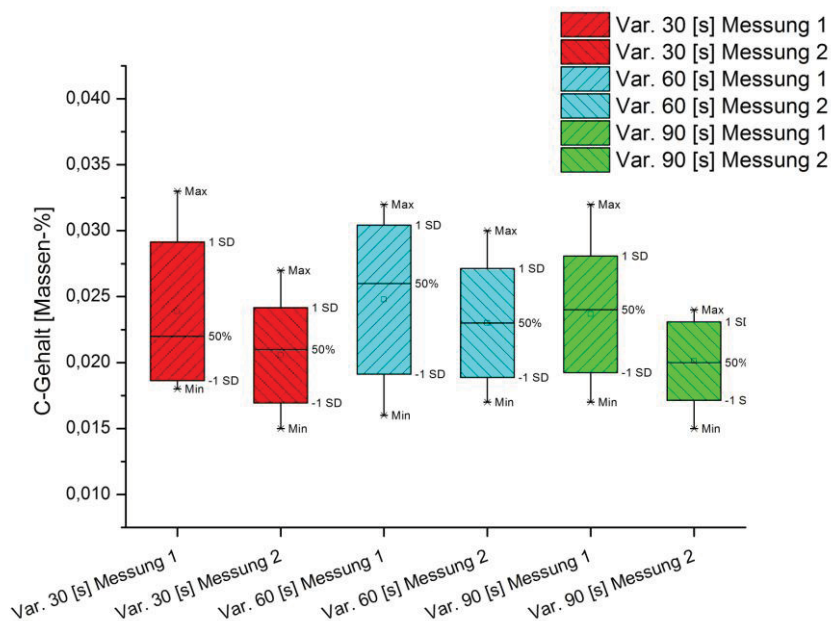 Var. 30 [s] Messung 1
Var. 30 [s] Messung 2
Var. 60 [s] Messung 1
Var. 60 [s] Messung 2
Var. 90 [s] Messung 1
Var. 90 [s] Messung 2
C-Gehalt [Massen-%]
0,040
0,035
0,030
0,025
0,020
0,015
0,010
Max
1 SD
50%
-1 SD
Min
Max
1 SD
50%
-1 SD
Min
Max
1 SD
50%
-1 SD
Min
Max
1 SD
50%
-1 SD
Min
Max
1 SD
50%
-1 SD
Min
Max
1 SD
50%
-1 S
Min
Var. 30 [s] Messung 1
Var. 30 [s] Messung 2
Var. 60 [s] Messung 1
Var. 60 [s] Messung 2
Var. 90 [s] Messung 1
Var. 90 [s] Messung 2